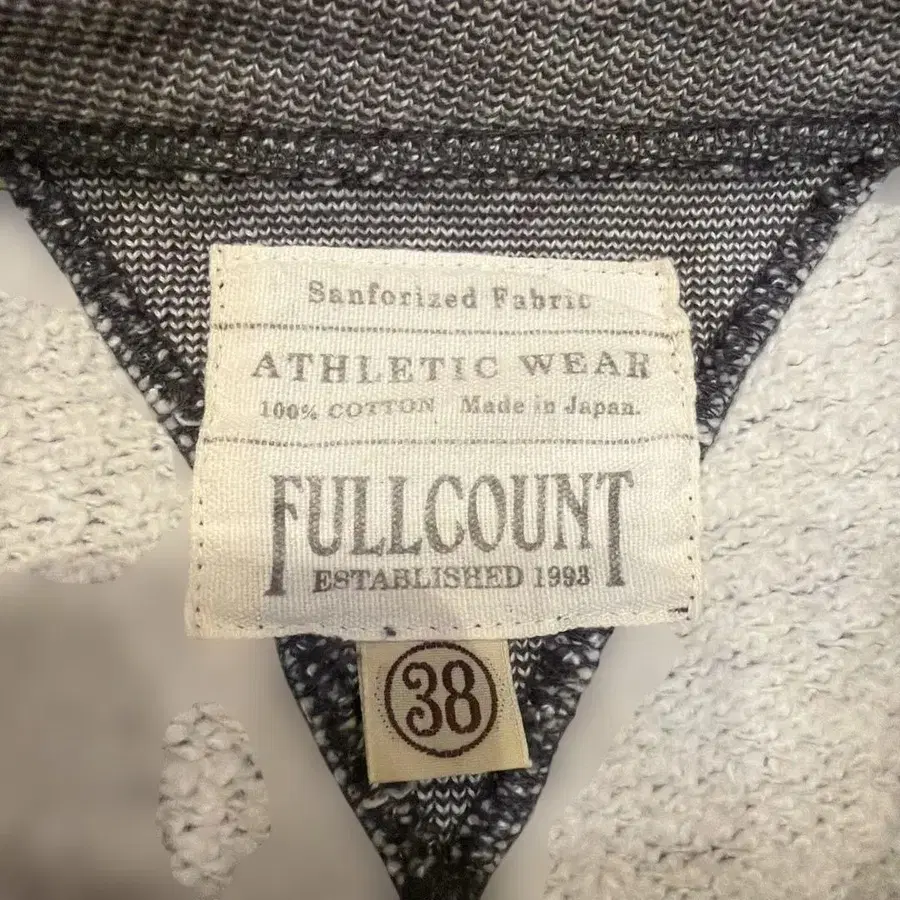 Sanforized Fabric
ATHLETIC WEAR
100% COTTON Made in Japan.
FULLCOUNT
ESTABLISHED 1993
38